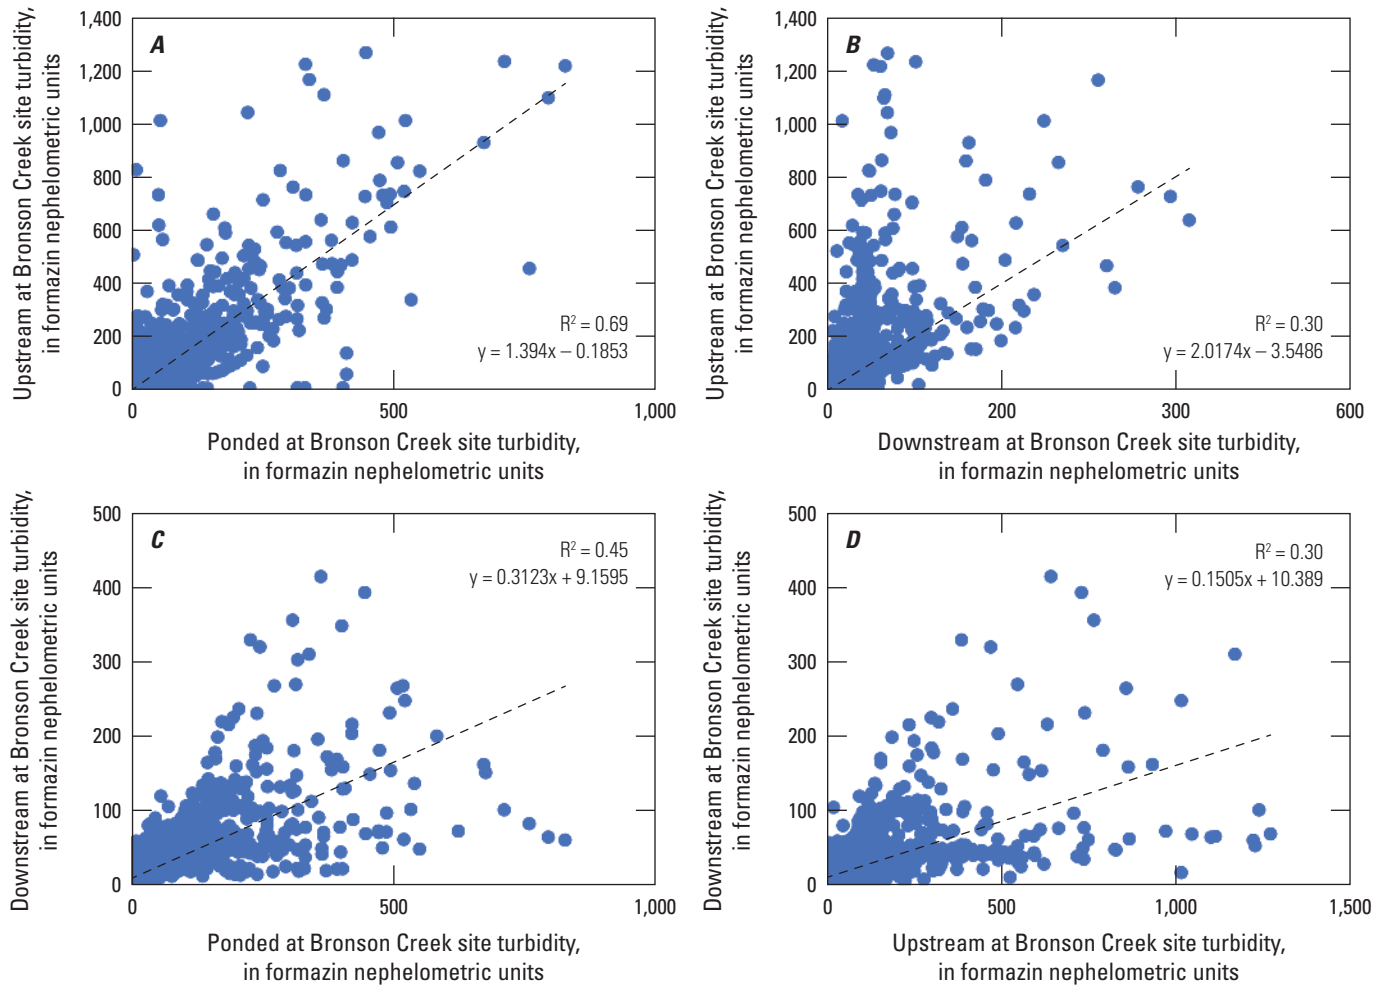 Upstream at Bronson Creek site turbidity,
in formazin nephelometric units
1,400
1,200
1,000
800
600
400
200
0
A
R² = 0.69
y = 1.394x – 0.1853
0
500
1,000
Ponded at Bronson Creek site turbidity,
in formazin nephelometric units
Upstream at Bronson Creek site turbidity,
in formazin nephelometric units
1,400
1,200
1,000
800
600
400
200
0
B
R² = 0.30
y = 2.0174x – 3.5486
0
200
300
600
Downstream at Bronson Creek site turbidity,
in formazin nephelometric units
Downstream at Bronson Creek site turbidity,
in formazin nephelometric units
500
400
300
200
100
0
C
R² = 0.45
y = 0.3123x + 9.1595
0
500
1,000
Ponded at Bronson Creek site turbidity,
in formazin nephelometric units
Downstream at Bronson Creek site turbidity,
in formazin nephelometric units
500
400
300
200
100
0
D
R² = 0.30
y = 0.1505x + 10.389
0
500
1,000
1,500
Upstream at Bronson Creek site turbidity,
in formazin nephelometric units